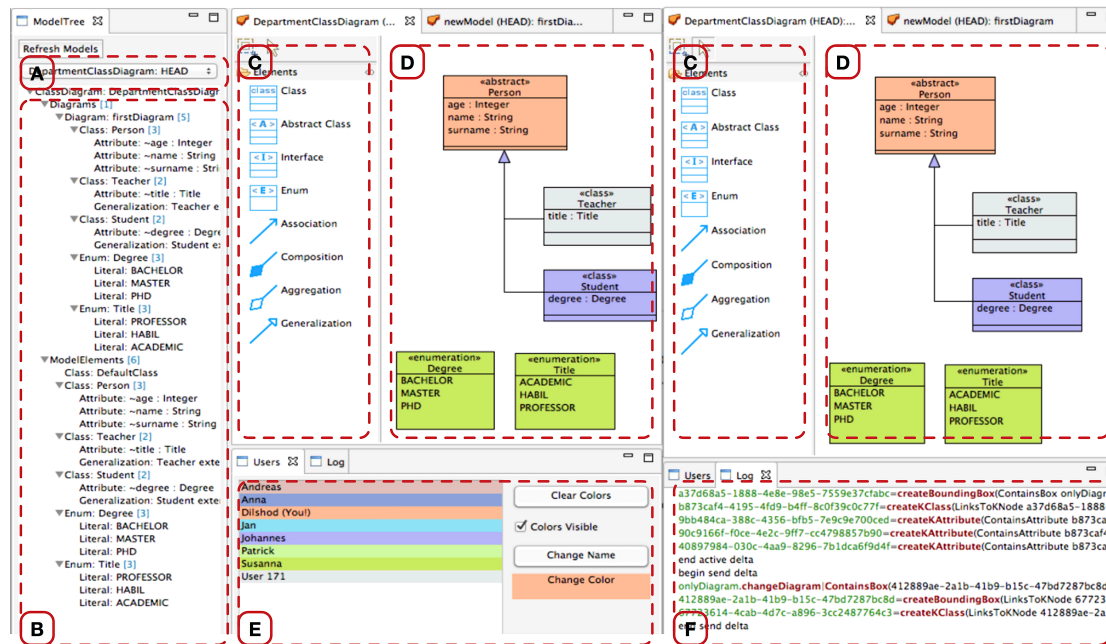 ModelTree
Refresh Models
A
DepartmentClassDiagram: HEAD
ClassDiagram: DepartmentClassDiagr
Diagrams [1]
Diagram: firstDiagram [5]
Class: Person [3]
Attribute: ~age : Integer
Attribute: ~name : String
Attribute: ~surname : Stri
Class: Teacher [2]
Attribute: ~title : Title
Generalization: Teacher e
Class: Student [2]
Attribute: ~degree : Degre
Generalization: Student ex
Enum: Degree [3]
Literal: BACHELOR
Literal: MASTER
Literal: PHD
Enum: Title [3]
Literal: PROFESSOR
Literal: HABIL
Literal: ACADEMIC
ModelElements [6]
Class: DefaultClass
Class: Person [3]
Attribute: ~age : Integer
Attribute: ~name : String
Attribute: ~surname : String
Class: Teacher [2]
Attribute: ~title : Title
Generalization: Teacher exte
Class: Student [2]
Attribute: ~degree : Degree
Generalization: Student exter
Enum: Degree [3]
Literal: BACHELOR
Literal: MASTER
Literal: PHD
Enum: Title [3]
Literal: PROFESSOR
Literal: HABIL
Literal: ACADEMIC
B
DepartmentClassDiagram (...
newModel (HEAD): firstDia...
C
Elements
class Class
<A> Abstract Class
<I> Interface
<E> Enum
Association
Composition
Aggregation
Generalization
D
«abstract»
Person
age : Integer
name : String
surname : String
«class»
Teacher
title : Title
«class»
Student
degree : Degree
«enumeration»
Degree
BACHELOR
MASTER
PHD
«enumeration»
Title
ACADEMIC
HABIL
PROFESSOR
Users
Log
Andreas
Anna
Dilshod (You!)
Jan
Johannes
Patrick
Susanna
User 171
Clear Colors
Colors Visible
Change Name
Change Color
E
DepartmentClassDiagram (HEAD):...
newModel (HEAD): firstDiagram
C
Elements
class Class
<A> Abstract Class
<I> Interface
<E> Enum
Association
Composition
Aggregation
Generalization
D
«abstract»
Person
age : Integer
name : String
surname : String
«class»
Teacher
title : Title
«class»
Student
degree : Degree
«enumeration»
Degree
BACHELOR
MASTER
PHD
«enumeration»
Title
ACADEMIC
HABIL
PROFESSOR
Users
Log
a37d68a5-1888-4e8e-98e5-7559e37cfabc=createBoundingBox(ContainsBox onlyDiagr
b873caf4-4195-4fd9-b4ff-8c0f39c0c77f=createKClass(LinksToKNode a37d68a5-1888
9bb484ca-388c-4356-bfb5-7e9c9e700ced=createKAttribute(ContainsAttribute b873ca
90c9166f-f0ce-4e2c-9ff7-cc4798857b90=createKAttribute(ContainsAttribute b873caf4
40897984-030c-4aa9-8296-7b1dca6f9d4f=createKAttribute(ContainsAttribute b873caf
end active delta
begin send delta
onlyDiagram.changeDiagram|ContainsBox(412889ae-2a1b-41b9-b15c-47bd7287bc8d
412889ae-2a1b-41b9-b15c-47bd7287bc8d=createBoundingBox(LinksToKNode 67723
67723614-4cab-4d7c-a896-3cc2487764c3=createKClass(LinksToKNode 412889ae-2a
end send delta
F